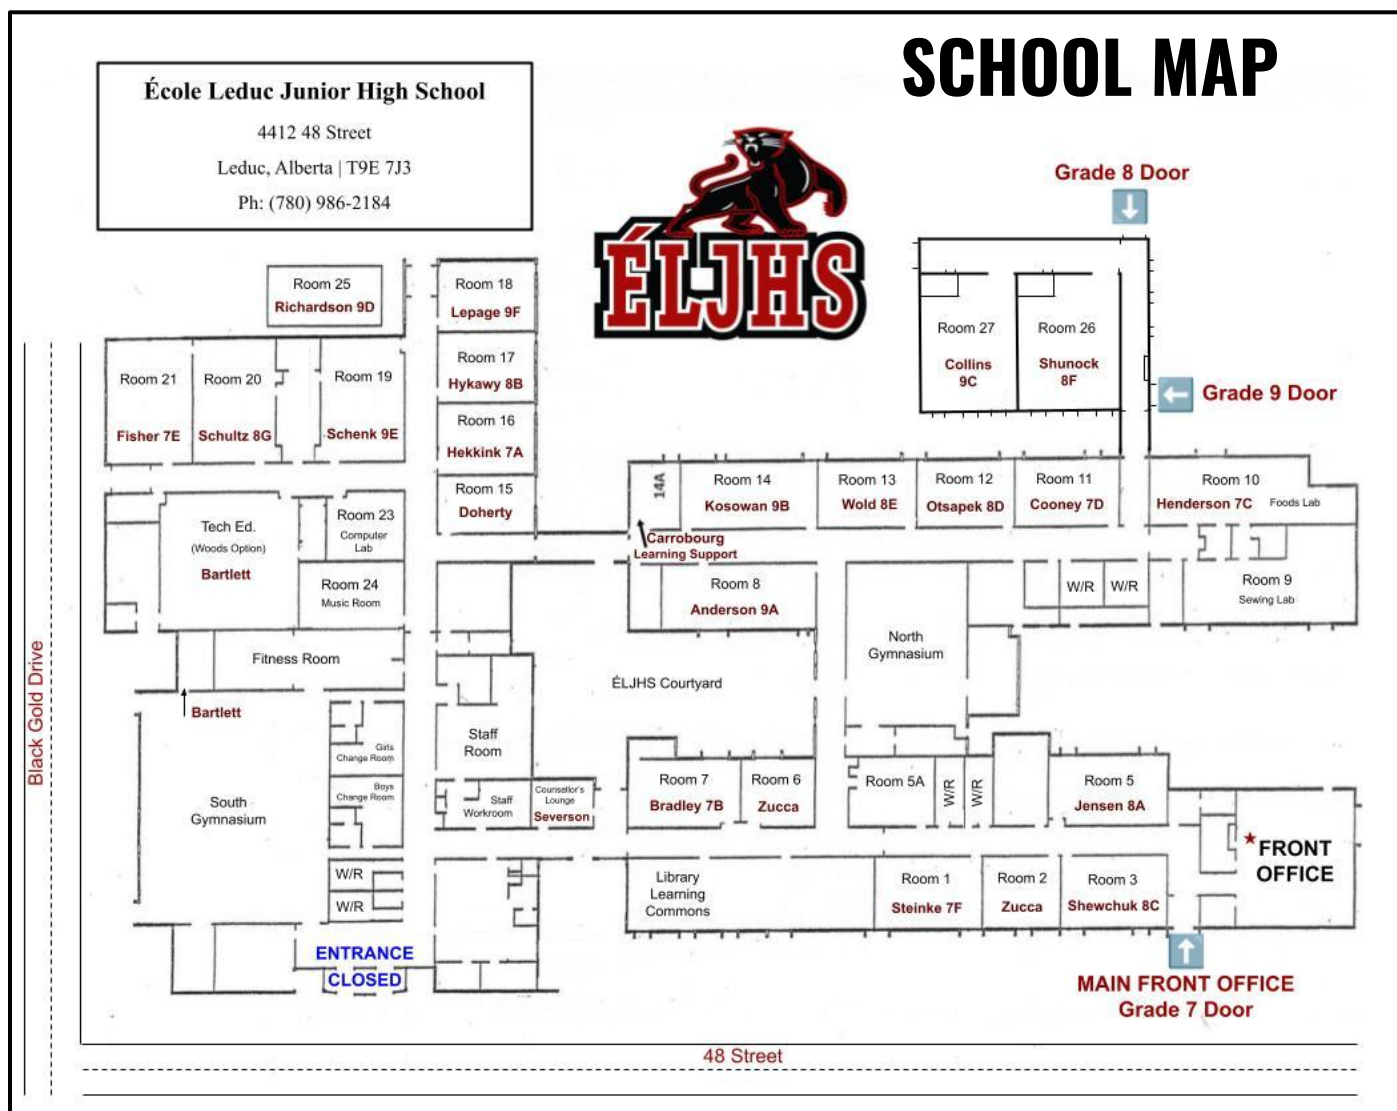 SCHOOL MAP
École Leduc Junior High School
4412 48 Street
Leduc, Alberta | T9E 7J3
Ph: (780) 986-2184
ÉLJHS
Grade 8 Door
Grade 9 Door
Room 25
Richardson 9D
Room 18
Lepage 9F
Room 17
Hykawy 8B
Room 16
Hekkink 7A
Room 15
Doherty
Room 21
Fisher 7E
Room 20
Schultz 8G
Room 19
Schenk 9E
Room 27
Collins
9C
Room 26
Shunock
8F
14A
Room 14
Kosowan 9B
Room 13
Wold 8E
Room 12
Otsapek 8D
Room 11
Cooney 7D
Room 10
Henderson 7C
Foods Lab
Carrobourg
Learning Support
Tech Ed.
(Woods Option)
Bartlett
Room 23
Computer
Lab
Room 24
Music Room
Room 8
Anderson 9A
W/R
W/R
Room 9
Sewing Lab
North
Gymnasium
Fitness Room
Bartlett
ÉLJHS Courtyard
Girls
Change Room
Boys
Change Room
Staff
Room
Staff
Workroom
Counsellor's
Lounge
Severson
South
Gymnasium
Room 7
Bradley 7B
Room 6
Zucca
Room 5A
W/R
W/R
Room 5
Jensen 8A
FRONT
OFFICE
W/R
W/R
Library
Learning
Commons
Room 1
Steinke 7F
Room 2
Zucca
Room 3
Shewchuk 8C
ENTRANCE
CLOSED
MAIN FRONT OFFICE
Grade 7 Door
Black Gold Drive
48 Street